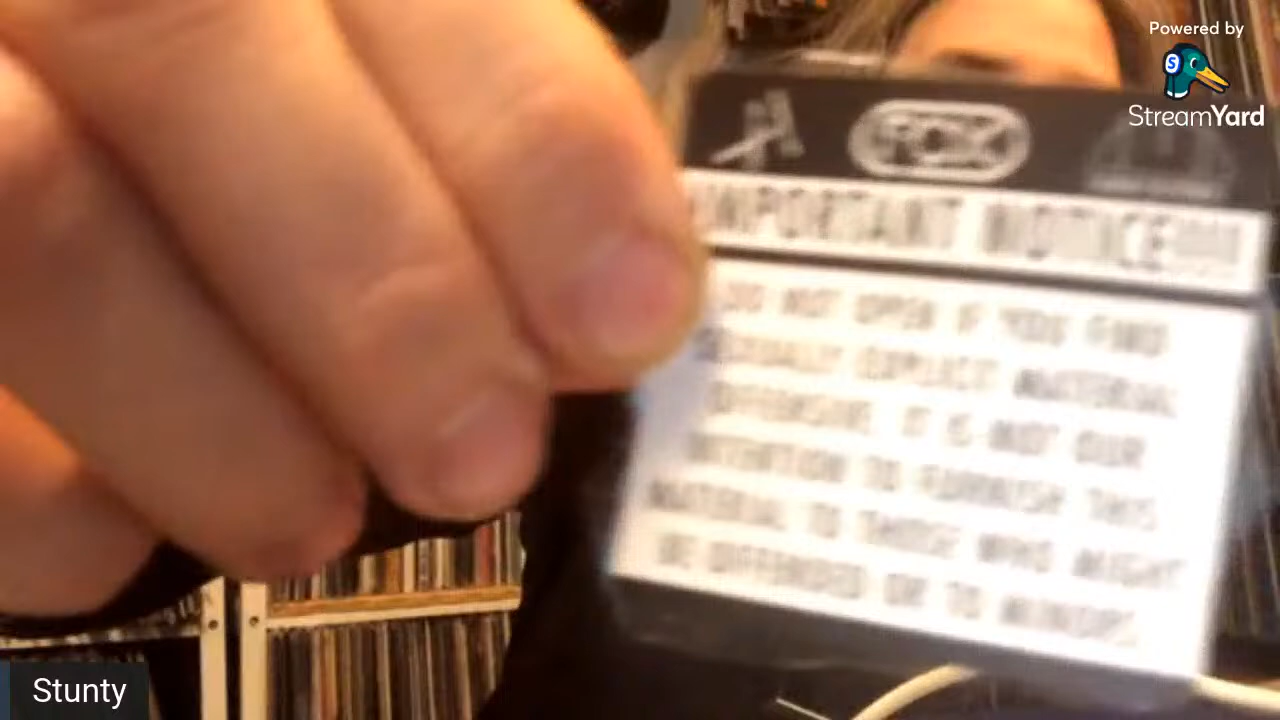 Powered by
StreamYard
FOX
IMPORTANT NOTICE
DO NOT OPEN IF YOU FIND
SEXUALLY EXPLICIT MATERIAL
OFFENSIVE. IT IS NOT OUR
INTENTION TO FURNISH THIS
MATERIAL TO THOSE WHO MIGHT
BE OFFENDED OR TO MINORS
Stunty